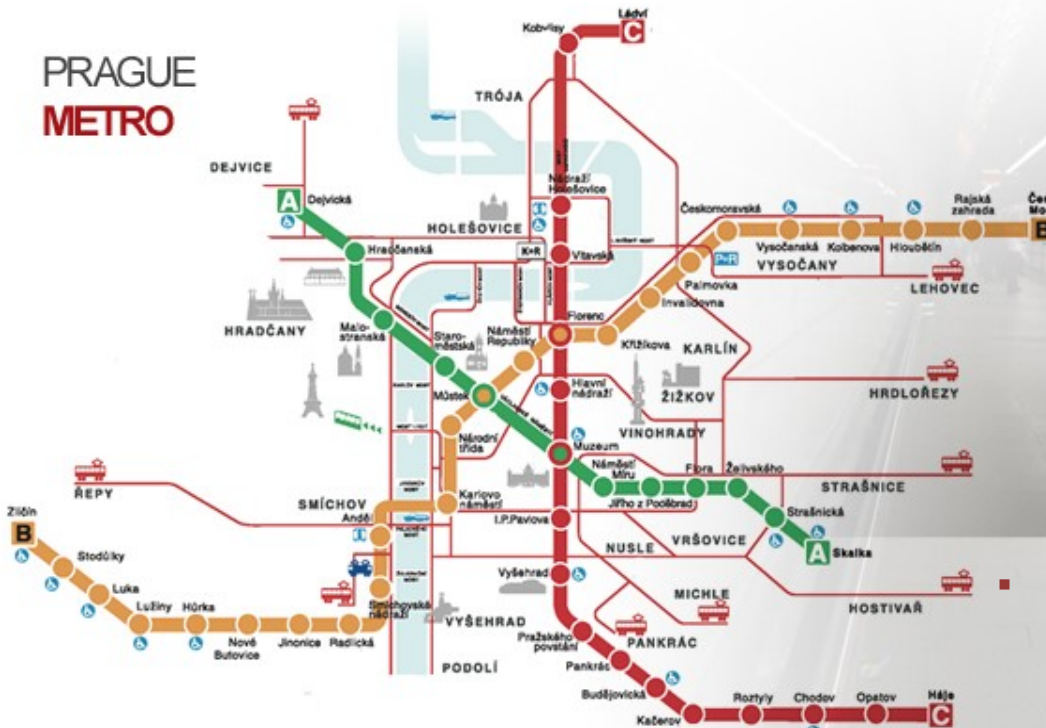 PRAGUE
METRO
Ládví
C
Kobylisy
TRÓJA
DEJVICE
A
Dejvická
Nádraží
Holešovice
HOLEŠOVICE
Hradčanská
K+R
Vltavská
Českomoravská
Vysočanská
Kolbenova
Hloubětín
Rajská
zahrada
B
P+R
VYSOČANY
LEHOVEC
Palmovka
Invalidovna
Křižíkova
Florenc
KARLÍN
HRADČANY
Malo-
stranská
Staro-
městská
Náměstí
Republiky
Můstek
Hlavní
nádraží
ŽIŽKOV
HRDLOŘEZY
VINOHRADY
Národní
třída
Muzeum
Náměstí
Míru
Jiřího z Poděbrad
Flora
Želivského
STRAŠNICE
Strašnická
A
Skalka
ŘEPY
SMÍCHOV
Anděl
Karlovo
náměstí
I.P.Pavlova
NUSLE
VRŠOVICE
Zličín
B
Stodůlky
Luka
Lužiny
Hůrka
Nové
Butovice
Jinonice
Radlická
Smíchovské
nádraží
VYŠEHRAD
PODOLÍ
Vyšehrad
MICHLE
HOSTIVAŘ
PANKRÁC
Pražského
povstání
Pankrác
Budějovická
Kačerov
Roztyly
Chodov
Opatov
Háje
C